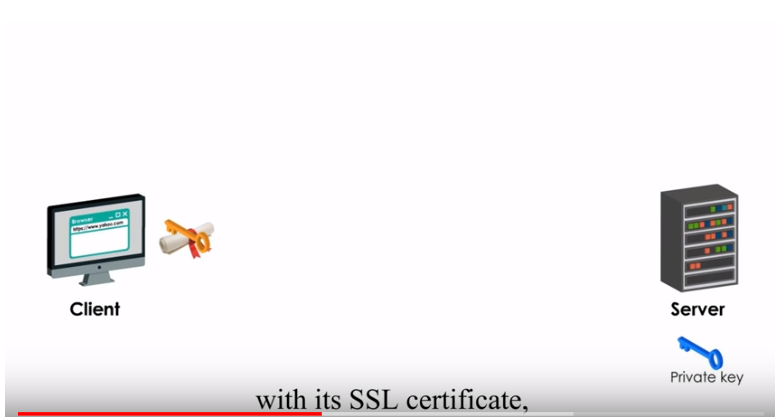 Browser
https://www.yahoo.com
Client
Server
Private key
with its SSL certificate,